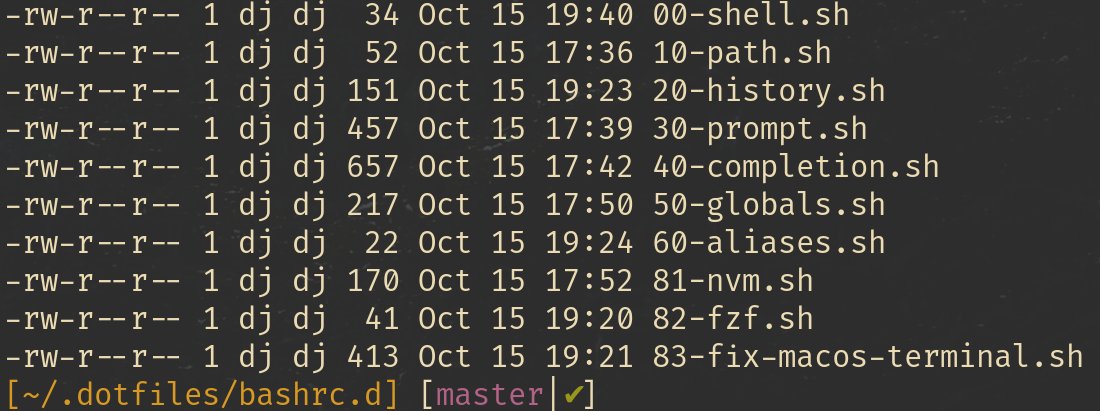 -rw-r--r-- 1 dj dj  34 Oct 15 19:40 00-shell.sh
-rw-r--r-- 1 dj dj  52 Oct 15 17:36 10-path.sh
-rw-r--r-- 1 dj dj 151 Oct 15 19:23 20-history.sh
-rw-r--r-- 1 dj dj 457 Oct 15 17:39 30-prompt.sh
-rw-r--r-- 1 dj dj 657 Oct 15 17:42 40-completion.sh
-rw-r--r-- 1 dj dj 217 Oct 15 17:50 50-globals.sh
-rw-r--r-- 1 dj dj  22 Oct 15 19:24 60-aliases.sh
-rw-r--r-- 1 dj dj 170 Oct 15 17:52 81-nvm.sh
-rw-r--r-- 1 dj dj  41 Oct 15 19:20 82-fzf.sh
-rw-r--r-- 1 dj dj 413 Oct 15 19:21 83-fix-macos-terminal.sh
[~/.dotfiles/bashrc.d] [master|✔]